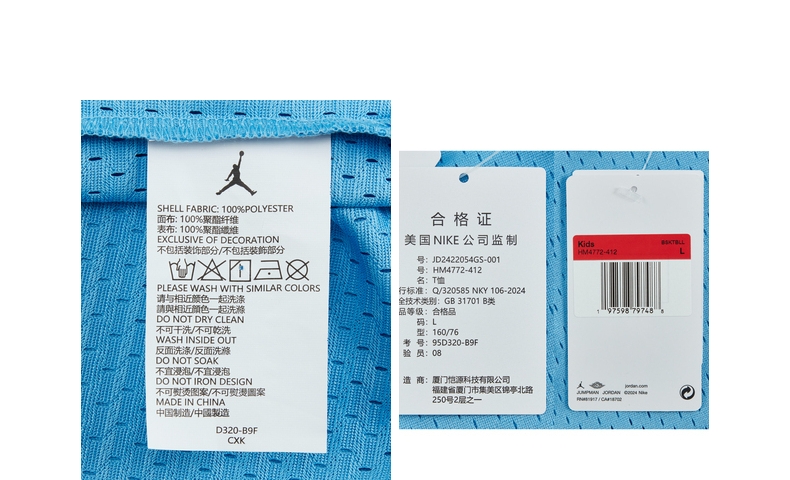 SHELL FABRIC: 100%POLYESTER
面布: 100%聚酯纤维
表布: 100%聚酯纖維
EXCLUSIVE OF DECORATION
不包括装饰部分/不包括裝飾部分
PLEASE WASH WITH SIMILAR COLORS
请与相近颜色一起洗涤
請與相近顏色一起洗滌
DO NOT DRY CLEAN
不可干洗/不可乾洗
WASH INSIDE OUT
反面洗涤/反面洗滌
DO NOT SOAK
不宜浸泡/不宜浸泡
DO NOT IRON DESIGN
不可熨烫图案/不可熨燙圖案
MADE IN CHINA
中国制造/中國製造
D320-B9F
CXK
合格证
美国NIKE公司监制
号: JD2422054GS-001
号: HM4772-412
名: T恤
行标准: Q/320585 NKY 106-2024
全技术类别: GB 31701 B类
品等级: 合格品
码: L
型: 160/76
考 号: 95D320-B9F
验 员: 08
造 商: 厦门恺源科技有限公司
福建省厦门市集美区锦亭北路
250号2层之一
Kids
BSKTBLL
HM4772-412
L
1 97598 79748 8
JUMPMAN JORDAN
jordan.com
©2024 Nike
RN#81917 / CA#18702